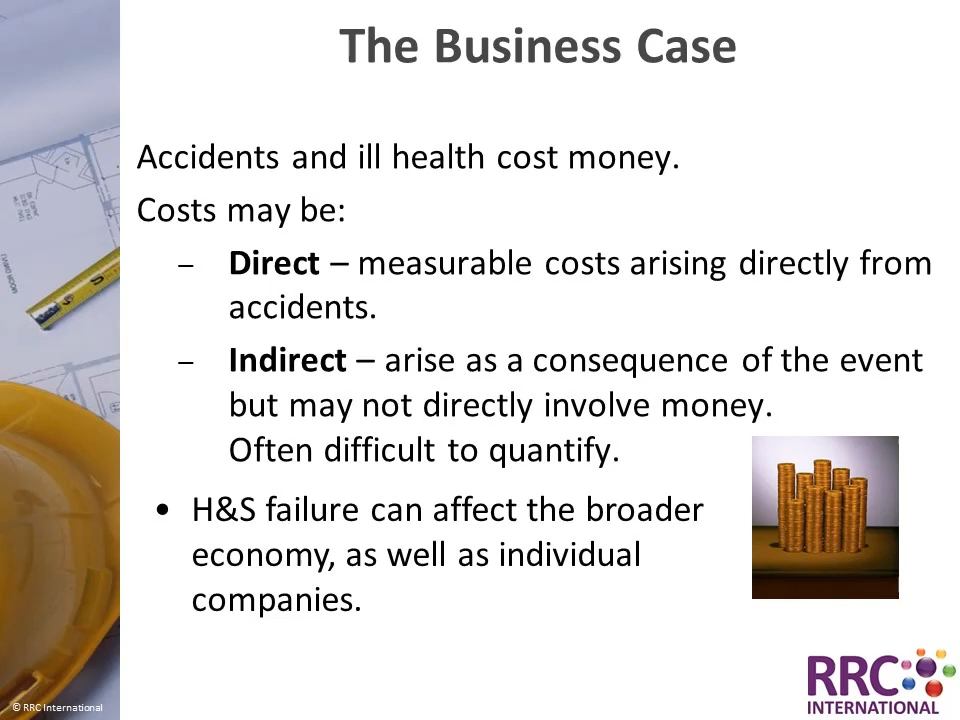 The Business Case
Accidents and ill health cost money.
Costs may be:
– Direct – measurable costs arising directly from
accidents.
– Indirect – arise as a consequence of the event
but may not directly involve money.
Often difficult to quantify.
• H&S failure can affect the broader
economy, as well as individual
companies.
RRC
INTERNATIONAL
© RRC International